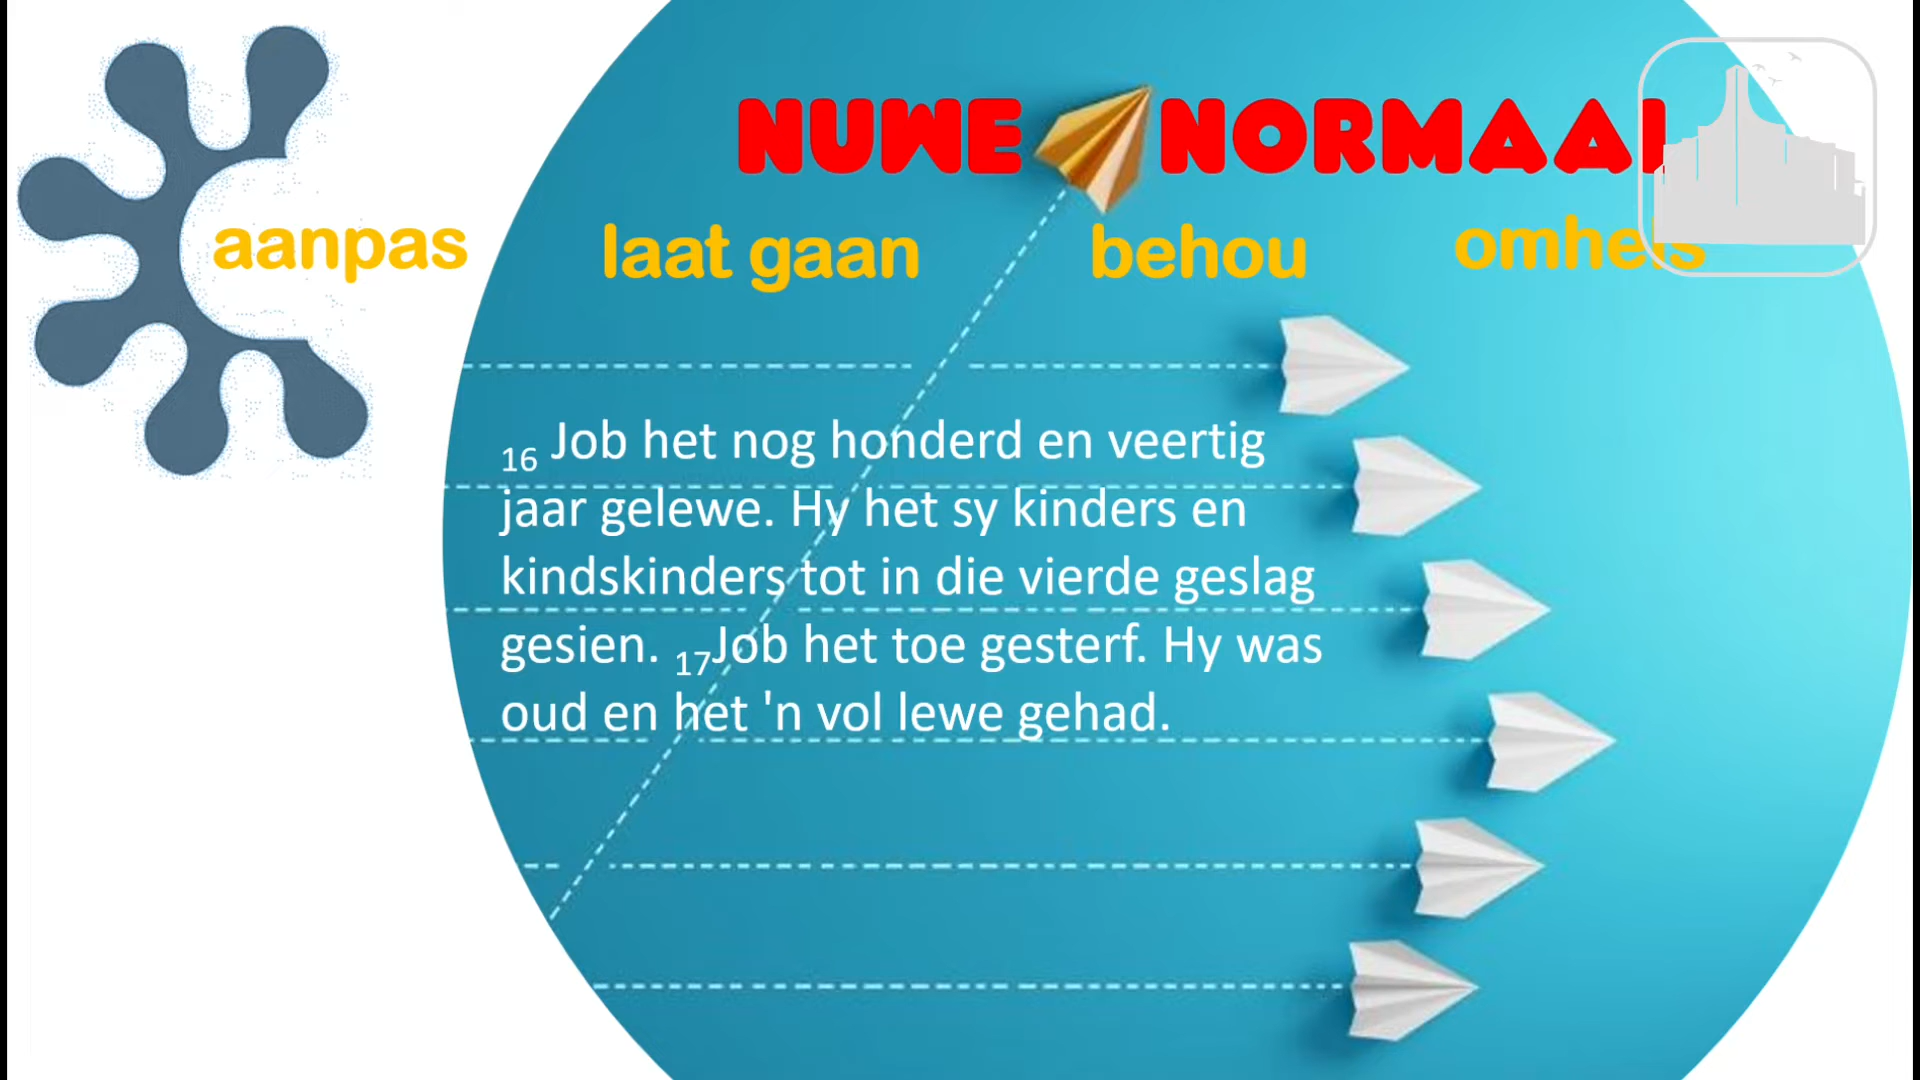 NUWE NORMAAL
aanpas laat gaan behou omhels
16 Job het nog honderd en veertig
jaar gelewe. Hy het sy kinders en
kindskinders tot in die vierde geslag
gesien. 17Job het toe gesterf. Hy was
oud en het 'n vol lewe gehad.